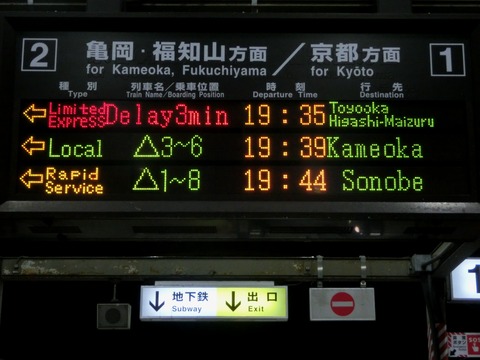 2 亀岡・福知山方面／京都方面 1
for Kameoka, Fukuchiyama for Kyōto
種別 列車名／乗車位置 時刻 行先
Type Train Name/Boarding Position Departure Time Destination
←Limited Express Delay3min 19:35 Toyooka Higashi-Maizuru
←Local △3~6 19:39 Kameoka
←Rapid Service △1~8 19:44 Sonobe
↓地下鉄 ↓出口 1
Subway Exit
SOS